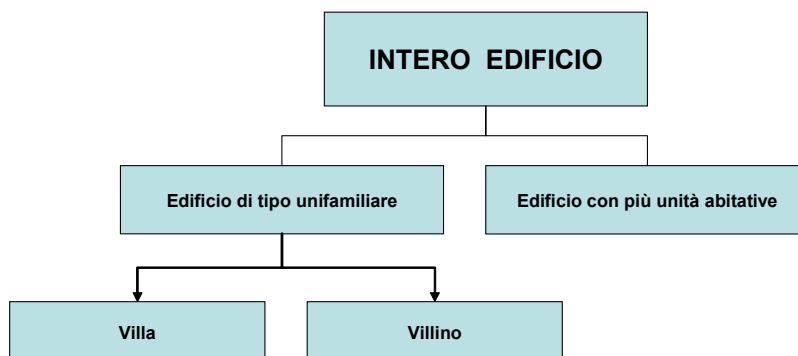 INTERO EDIFICIO
Edificio di tipo unifamiliare
Edificio con più unità abitative
Villa
Villino